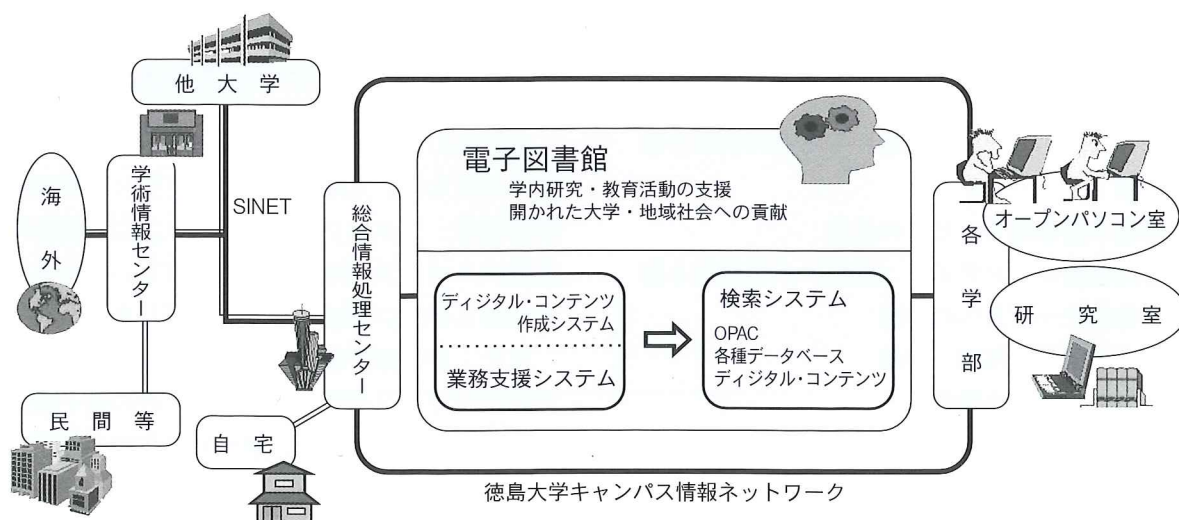 他大学
海外
学術情報センター
SINET
民間等
自宅
総合情報処理センター
電子図書館
学内研究・教育活動の支援
開かれた大学・地域社会への貢献
ディジタル・コンテンツ
作成システム
業務支援システム
検索システム
OPAC
各種データベース
ディジタル・コンテンツ
各学部
オープンパソコン室
研究室
徳島大学キャンパス情報ネットワーク